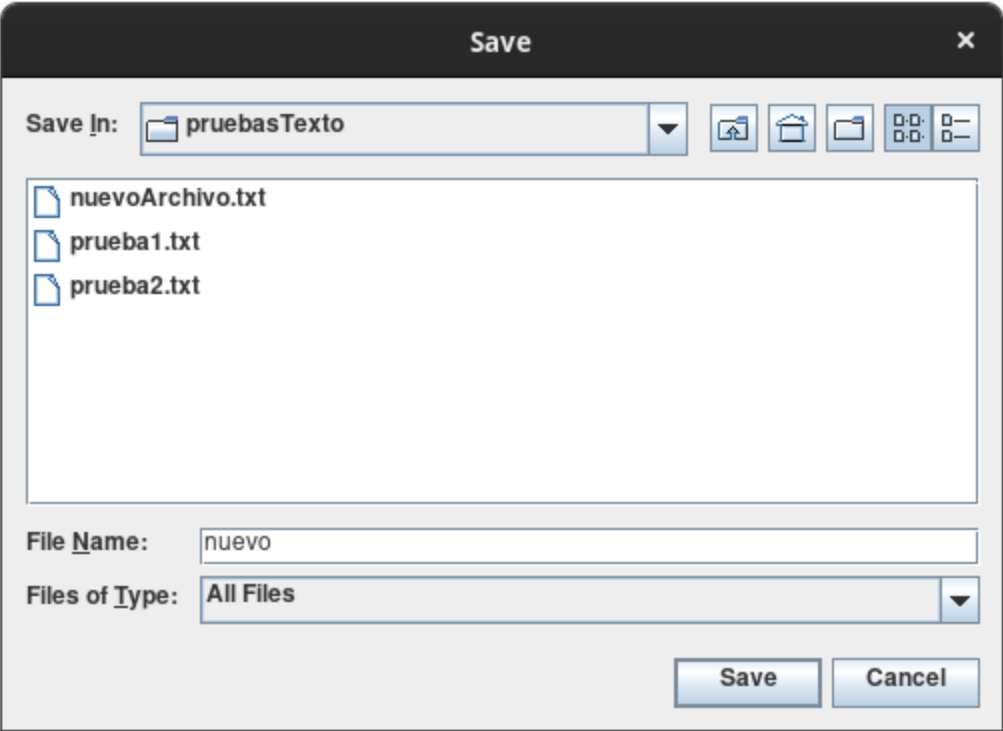 Save
Save In: pruebasTexto
nuevoArchivo.txt
prueba1.txt
prueba2.txt
File Name: nuevo
Files of Type: All Files
Save Cancel